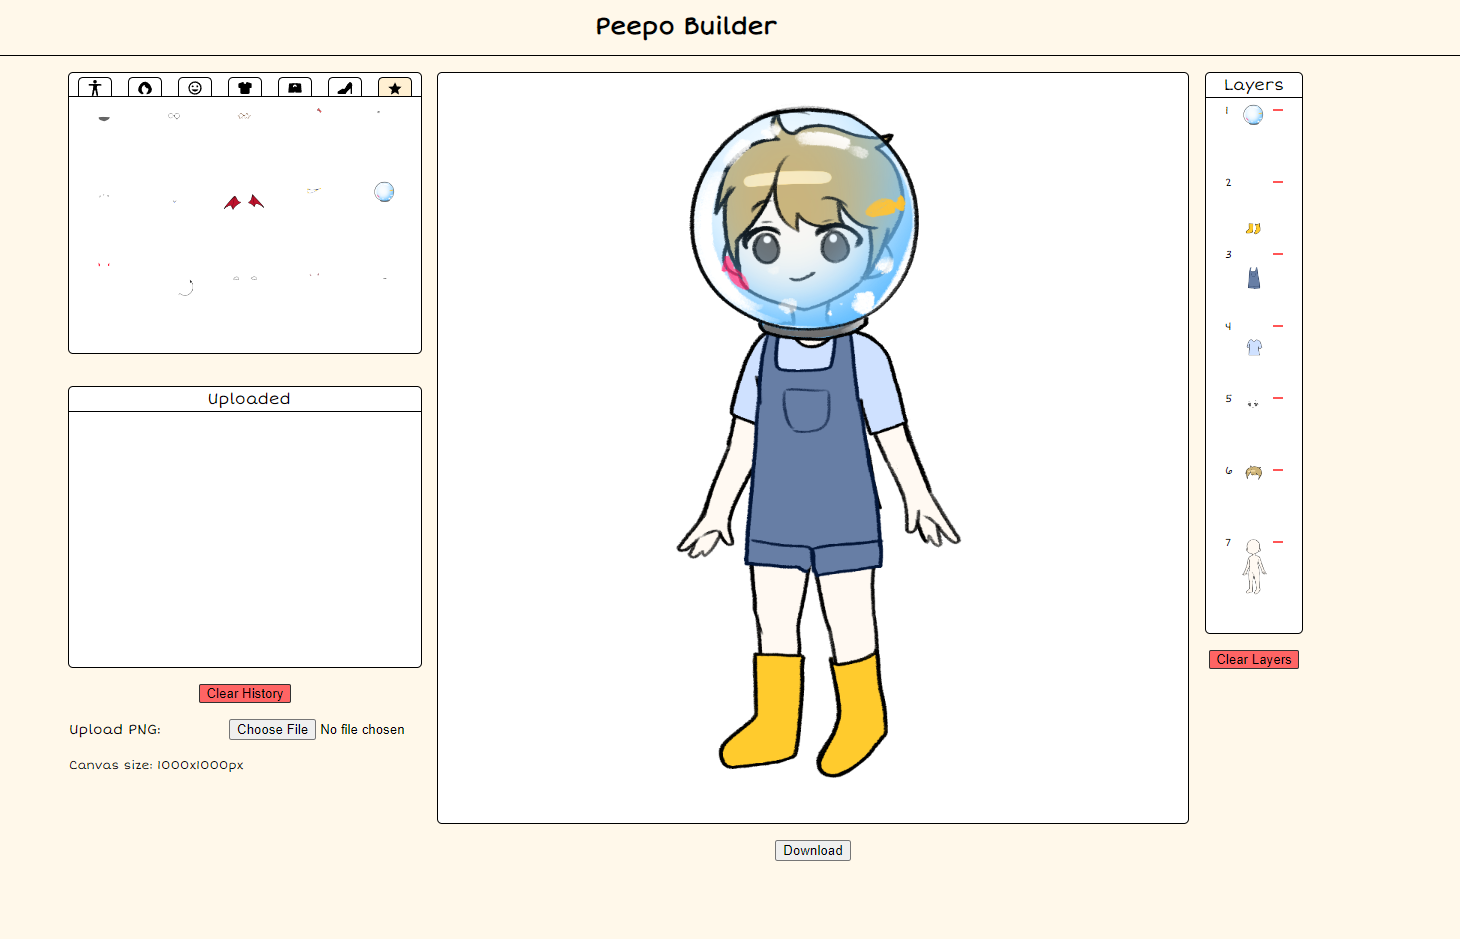 Peepo Builder
Layers
1
2
3
4
5
6
7
Clear Layers
Uploaded
Clear History
Upload PNG: Choose File No file chosen
Canvas size: 1000x1000px
Download